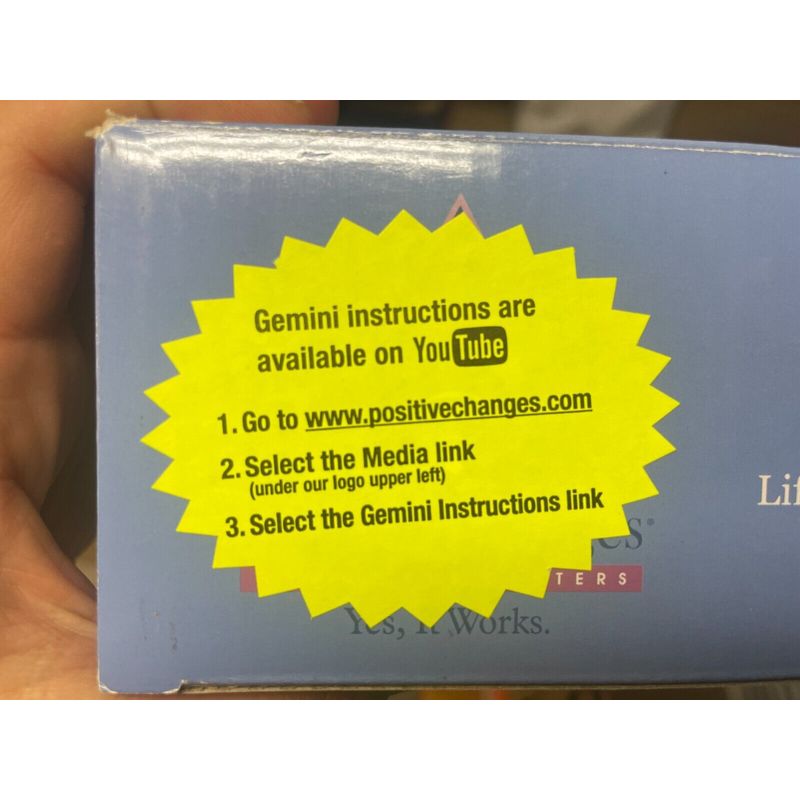 Gemini instructions are
available on YouTube
1. Go to www.positivechanges.com
2. Select the Media link
(under our logo upper left)
3. Select the Gemini Instructions link
Yes, It Works.